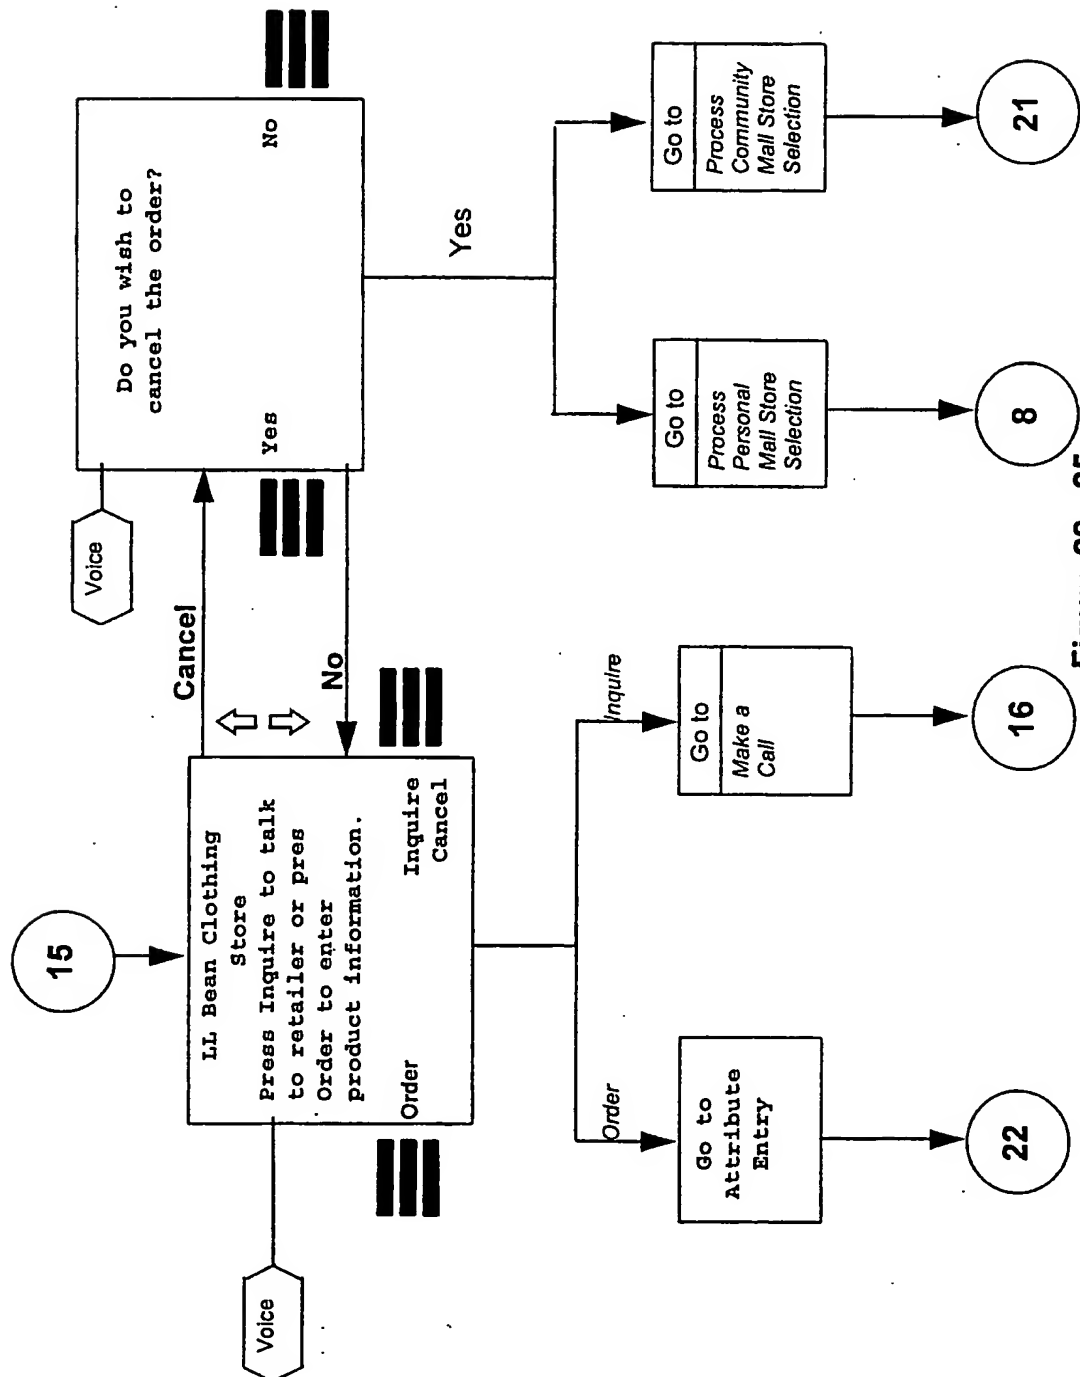 15
Voice
LL Bean Clothing
Store
Press Inquire to talk
to retailer or pres
Order to enter
product information.
Order
Inquire
Cancel
Cancel
No
Voice
Do you wish to
cancel the order?
Yes
No
Order
Inquire
Yes
Go to
Attribute
Entry
Go to
Make a
Call
Go to
Process
Personal
Mall Store
Selection
Go to
Process
Community
Mall Store
Selection
22
16
8
21